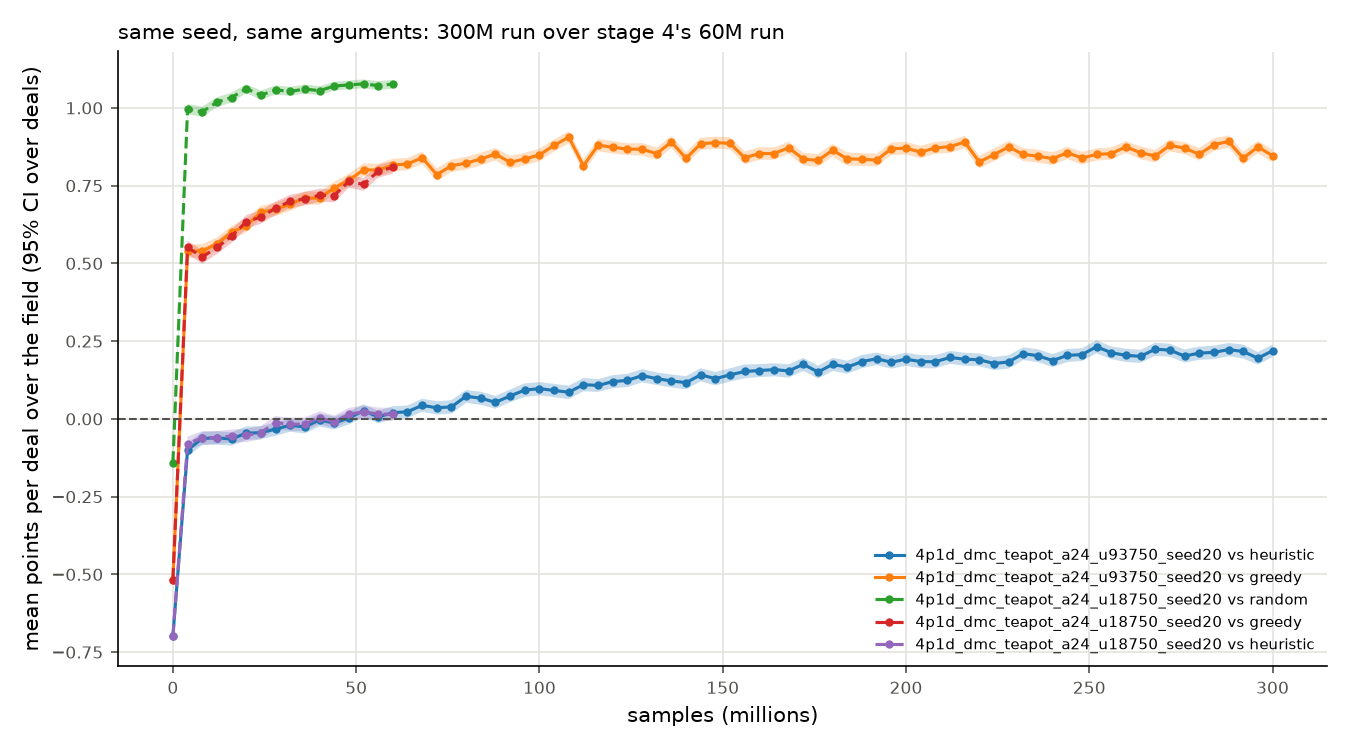 same seed, same arguments: 300M run over stage 4's 60M run
mean points per deal over the field (95% CI over deals)
1.00
0.75
0.50
0.25
0.00
−0.25
−0.50
−0.75
4p1d_dmc_teapot_a24_u93750_seed20 vs heuristic
4p1d_dmc_teapot_a24_u93750_seed20 vs greedy
4p1d_dmc_teapot_a24_u18750_seed20 vs random
4p1d_dmc_teapot_a24_u18750_seed20 vs greedy
4p1d_dmc_teapot_a24_u18750_seed20 vs heuristic
0 50 100 150 200 250 300
samples (millions)